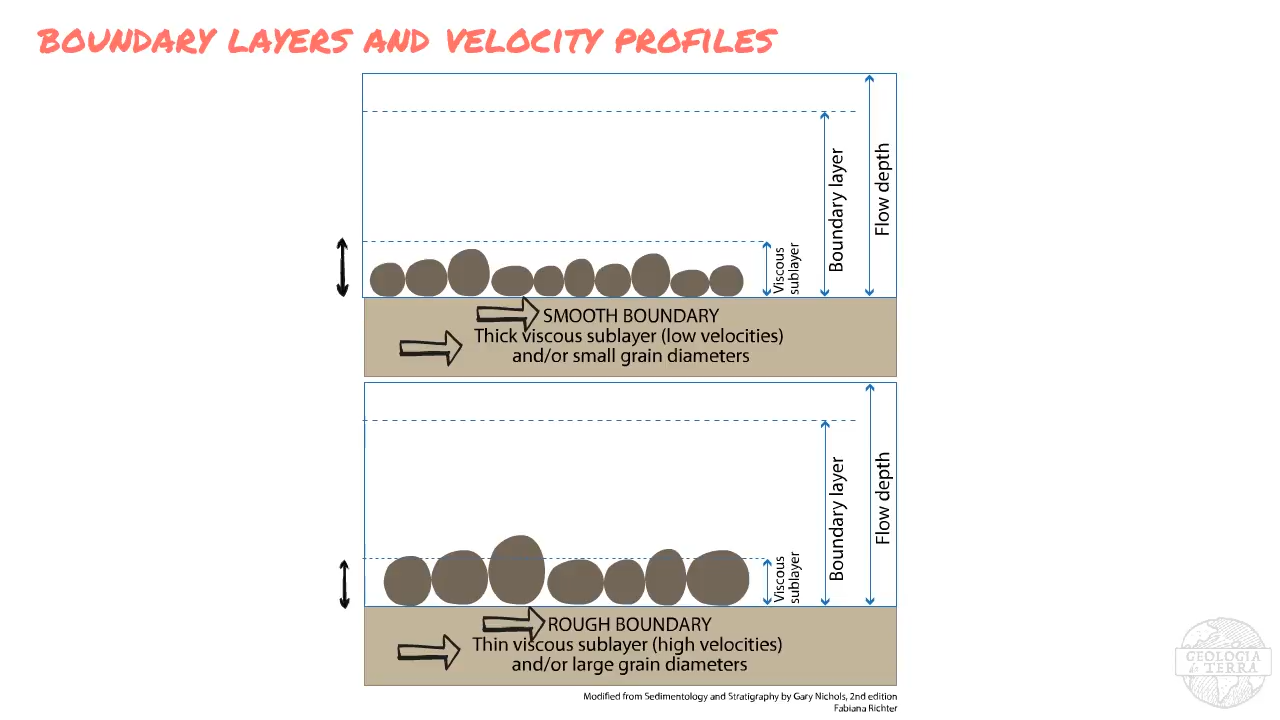 BOUNDARY LAYERS AND VELOCITY PROFILES
Viscous
sublayer
Boundary layer
Flow depth
SMOOTH BOUNDARY
Thick viscous sublayer (low velocities)
and/or small grain diameters
Viscous
sublayer
Boundary layer
Flow depth
ROUGH BOUNDARY
Thin viscous sublayer (high velocities)
and/or large grain diameters
Modified from Sedimentology and Stratigraphy by Gary Nichols, 2nd edition
Fabiana Richter
GEOLOGIA
da TERRA